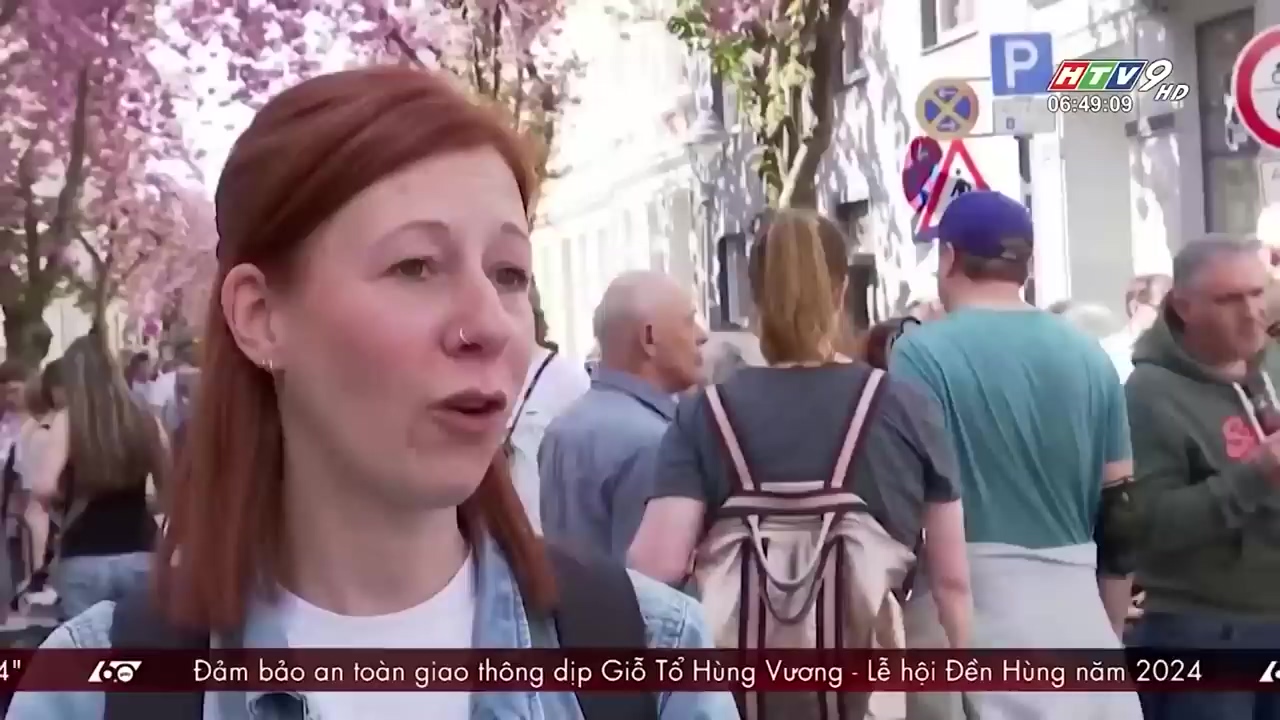 P
HTV9 HD
06:49:09
4" 60 Đảm bảo an toàn giao thông dịp Giỗ Tổ Hùng Vương - Lễ hội Đền Hùng năm 2024